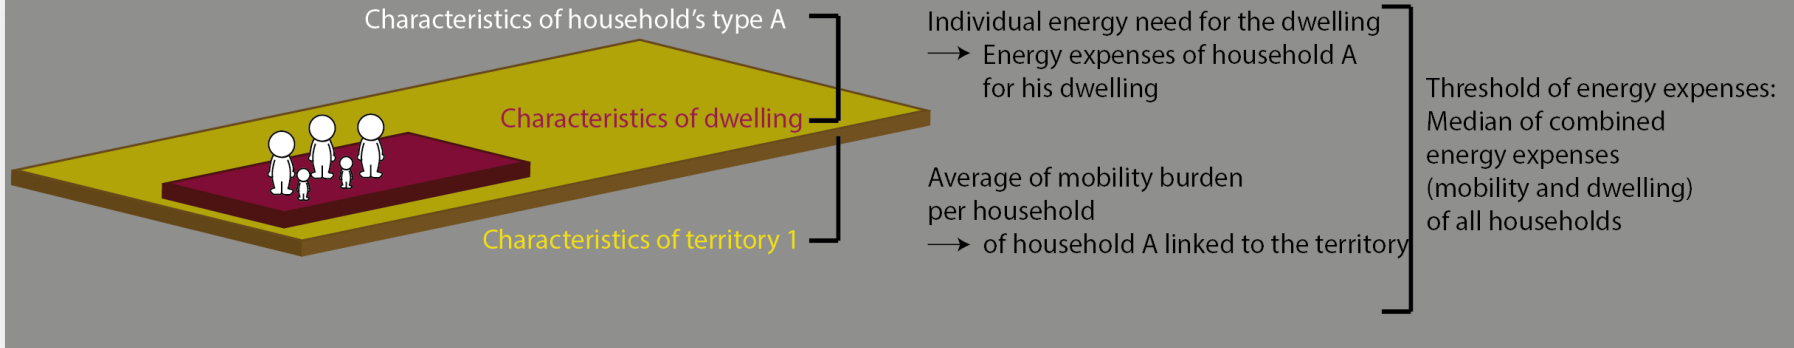 Characteristics of household’s type A
Characteristics of dwelling
Characteristics of territory 1
Individual energy need for the dwelling
→ Energy expenses of household A
for his dwelling
Average of mobility burden
per household
→ of household A linked to the territory
Threshold of energy expenses:
Median of combined
energy expenses
(mobility and dwelling)
of all households